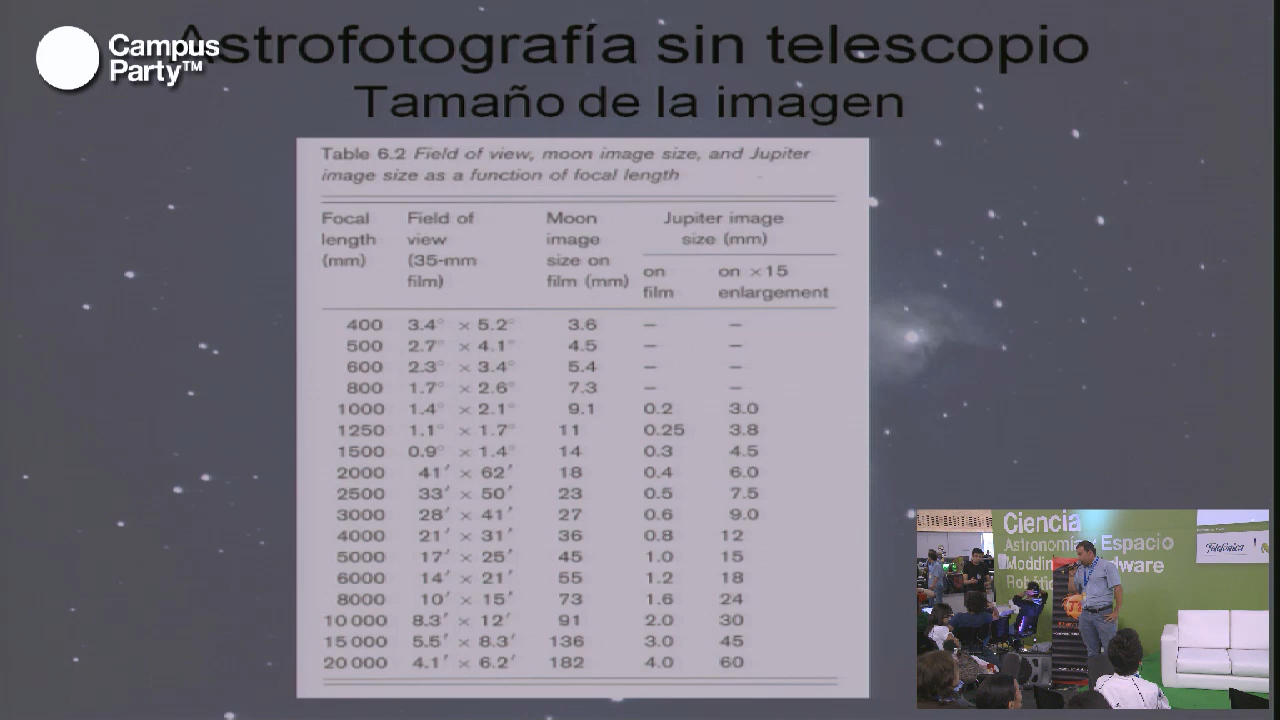 Campus
Party™
Astrofotografía sin telescopio
Tamaño de la imagen
Table 6.2 Field of view, moon image size, and Jupiter
image size as a function of focal length
Focal length (mm) Field of view (35-mm film) Moon image size on film (mm) Jupiter image size (mm)
on film on ×15 enlargement
400 3.4° × 5.2° 3.6 – –
500 2.7° × 4.1° 4.5 – –
600 2.3° × 3.4° 5.4 – –
800 1.7° × 2.6° 7.3 – –
1000 1.4° × 2.1° 9.1 0.2 3.0
1250 1.1° × 1.7° 11 0.25 3.8
1500 0.9° × 1.4° 14 0.3 4.5
2000 41′ × 62′ 18 0.4 6.0
2500 33′ × 50′ 23 0.5 7.5
3000 28′ × 41′ 27 0.6 9.0
4000 21′ × 31′ 36 0.8 12
5000 17′ × 25′ 45 1.0 15
6000 14′ × 21′ 55 1.2 18
8000 10′ × 15′ 73 1.6 24
10 000 8.3′ × 12′ 91 2.0 30
15 000 5.5′ × 8.3′ 136 3.0 45
20 000 4.1′ × 6.2′ 182 4.0 60
Ciencia
Astronomía y Espacio
Telefónica